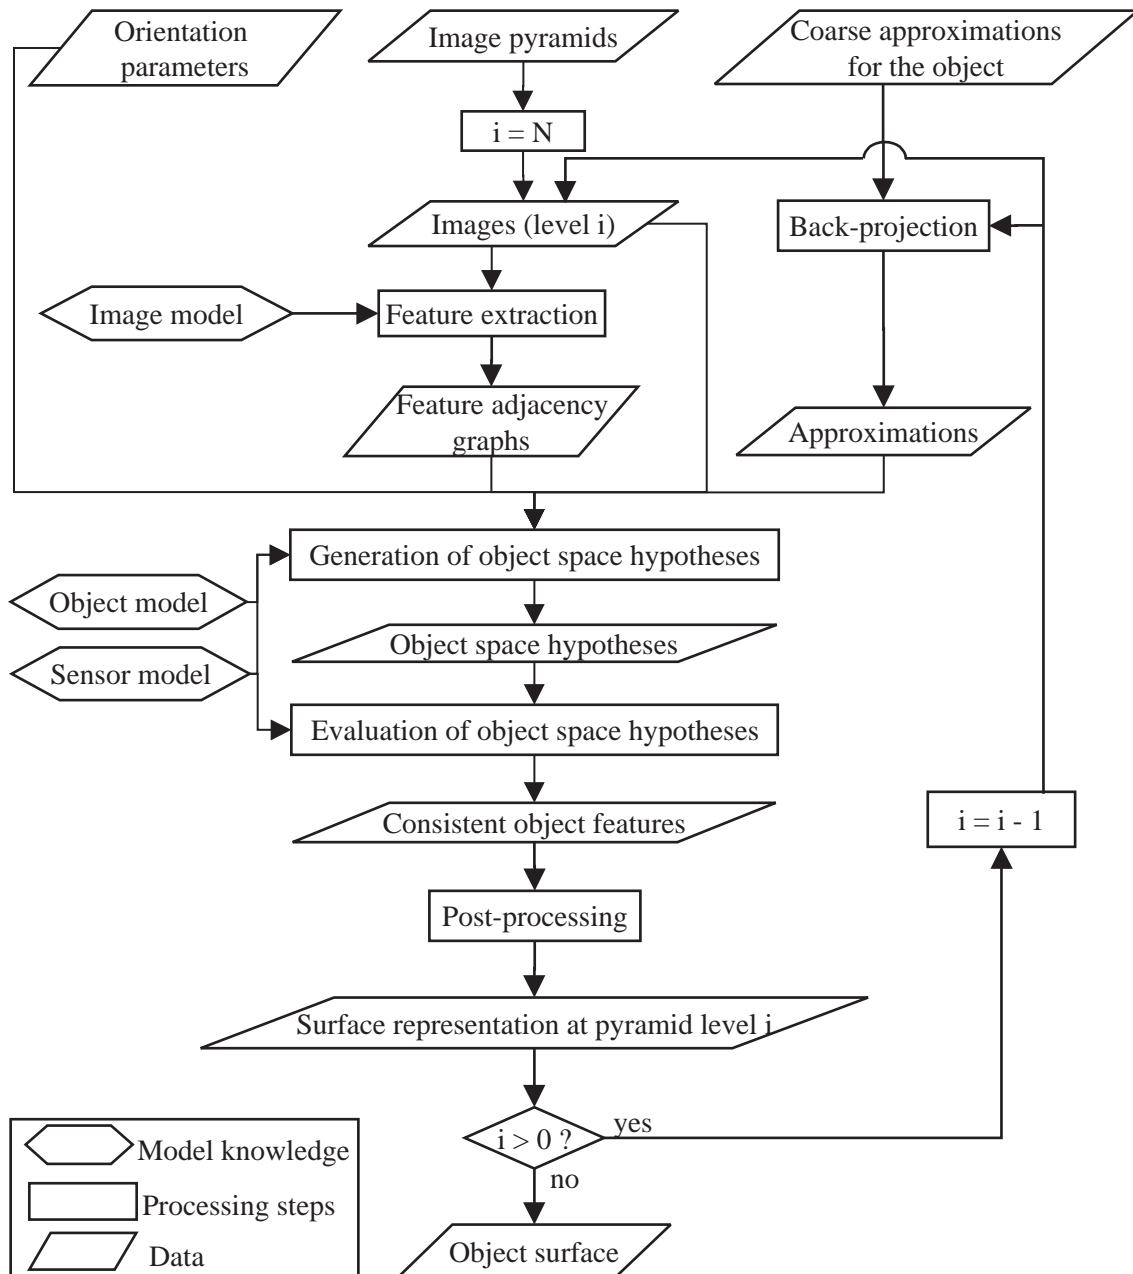 Orientation
parameters
Image pyramids
Coarse approximations
for the object
i = N
Images (level i)
Back-projection
Image model
Feature extraction
Feature adjacency
graphs
Approximations
Generation of object space hypotheses
Object model
Object space hypotheses
Sensor model
Evaluation of object space hypotheses
Consistent object features
i = i - 1
Post-processing
Surface representation at pyramid level i
i > 0 ?
yes
no
Object surface
Model knowledge
Processing steps
Data